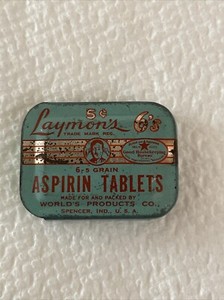 5¢
Laymon's 6's
TRADE MARK REG.
6, 5 GRAIN
ASPIRIN TABLETS
MADE FOR AND PACKED BY
WORLD'S PRODUCTS CO.,
SPENCER, IND., U. S. A.